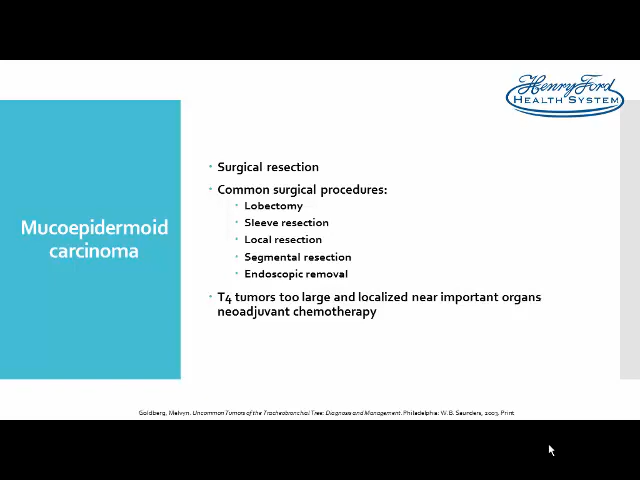 Henry Ford
HEALTH SYSTEM
Mucoepidermoid
carcinoma
• Surgical resection
• Common surgical procedures:
• Lobectomy
• Sleeve resection
• Local resection
• Segmental resection
• Endoscopic removal
• T4 tumors too large and localized near important organs
neoadjuvant chemotherapy
Goldberg, Melvyn. Uncommon Tumors of the Tracheobronchial Tree: Diagnosis and Management. Philadelphia: W.B. Saunders, 2003. Print